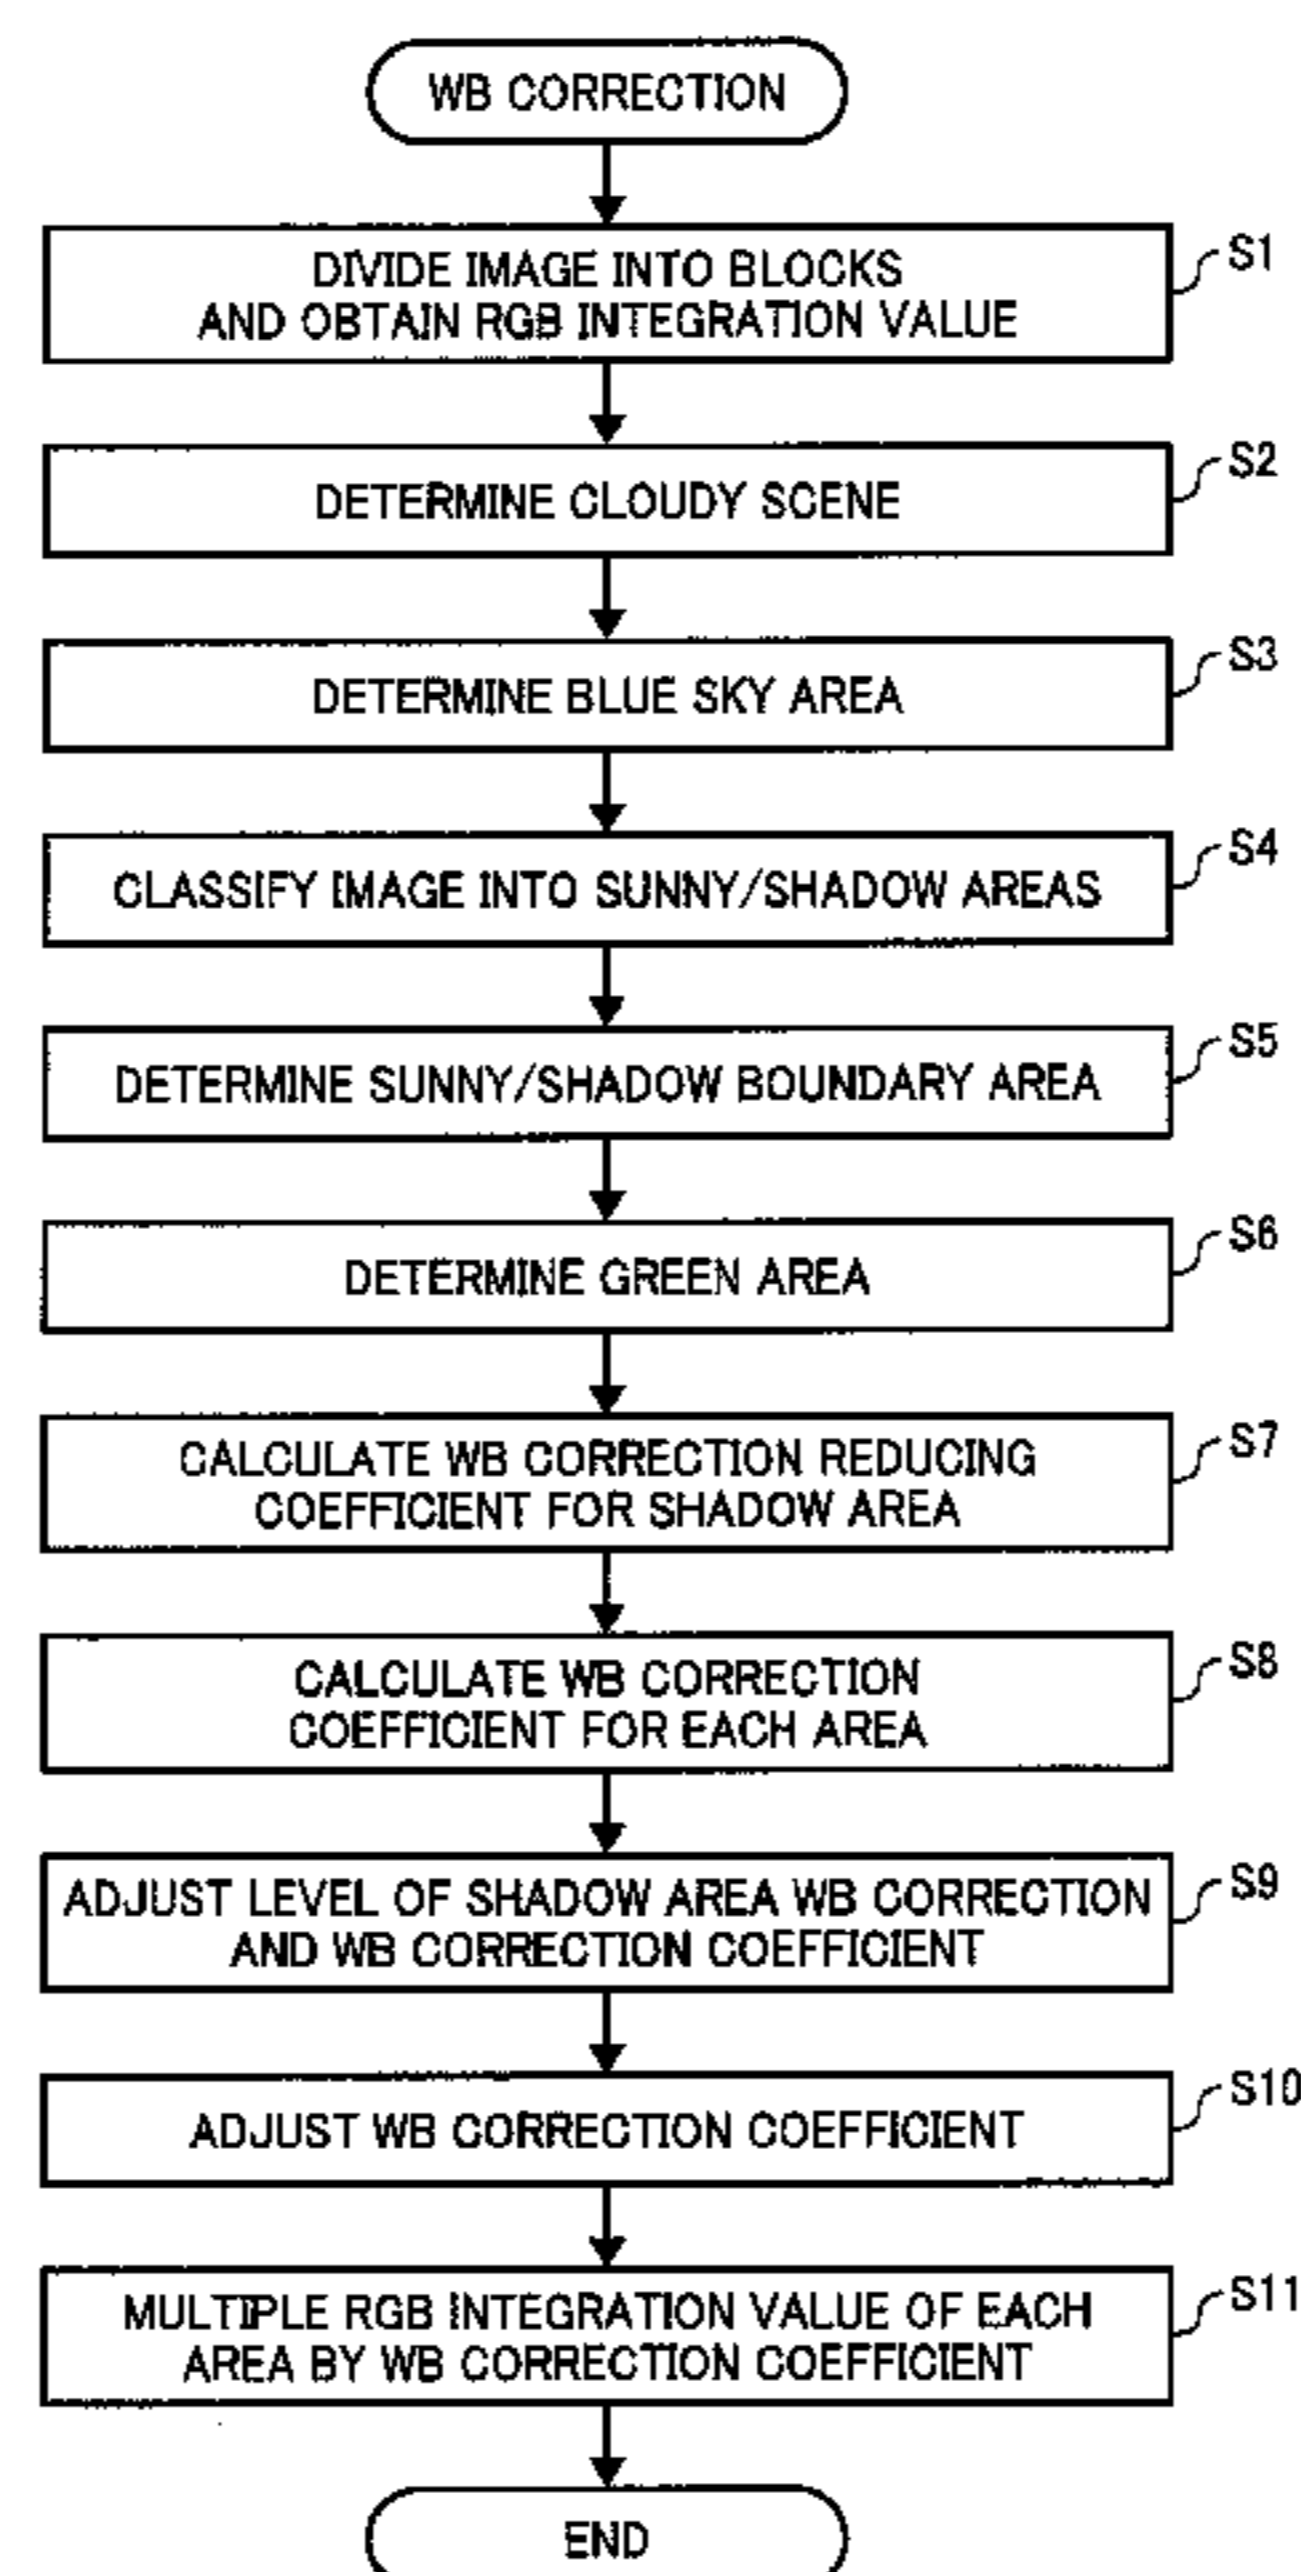 WB CORRECTION
DIVIDE IMAGE INTO BLOCKS
AND OBTAIN RGB INTEGRATION VALUE
S1
DETERMINE CLOUDY SCENE
S2
DETERMINE BLUE SKY AREA
S3
CLASSIFY IMAGE INTO SUNNY/SHADOW AREAS
S4
DETERMINE SUNNY/SHADOW BOUNDARY AREA
S5
DETERMINE GREEN AREA
S6
CALCULATE WB CORRECTION REDUCING
COEFFICIENT FOR SHADOW AREA
S7
CALCULATE WB CORRECTION
COEFFICIENT FOR EACH AREA
S8
ADJUST LEVEL OF SHADOW AREA WB CORRECTION
AND WB CORRECTION COEFFICIENT
S9
ADJUST WB CORRECTION COEFFICIENT
S10
MULTIPLE RGB INTEGRATION VALUE OF EACH
AREA BY WB CORRECTION COEFFICIENT
S11
END